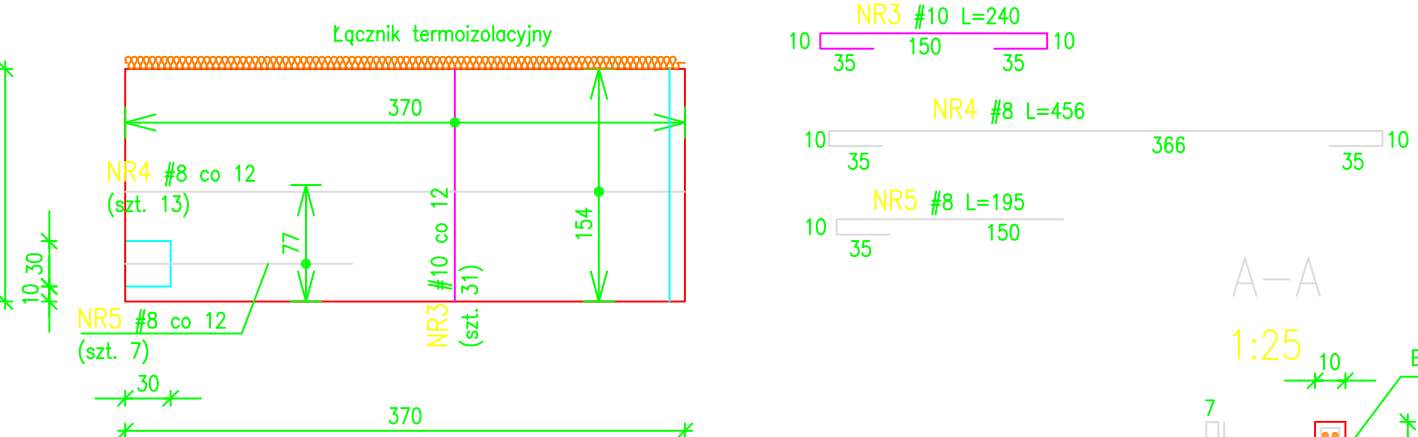 Łącznik termoizolacyjny
370
NR4 #8 co 12
(szt. 13)
77
154
NR3 #10 co 12
(szt. 31)
30
10
NR5 #8 co 12
(szt. 7)
30
370
NR3 #10 L=240
10
150
10
35
35
NR4 #8 L=456
10
366
10
35
35
NR5 #8 L=195
10
150
35
A-A
1:25
10
7